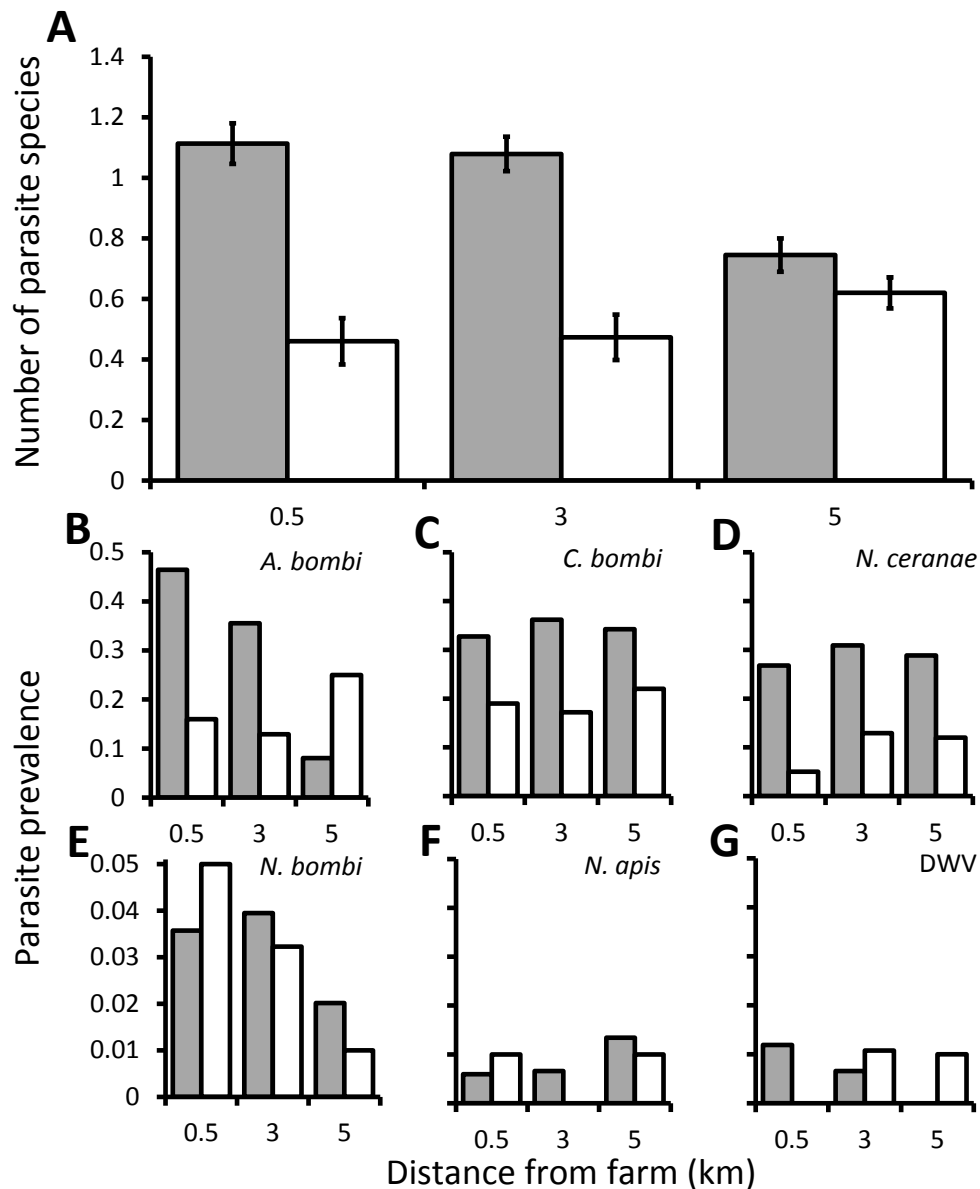 A
Number of parasite species
1.4
1.2
1
0.8
0.6
0.4
0.2
0
0.5 3 5
B A. bombi
C C. bombi
D N. ceranae
Parasite prevalence
0.5
0.4
0.3
0.2
0.1
0
0.5 3 5
0.5 3 5
0.5 3 5
E N. bombi
F N. apis
G DWV
0.05
0.04
0.03
0.02
0.01
0
0.5 3 5
0.5 3 5
0.5 3 5
Distance from farm (km)